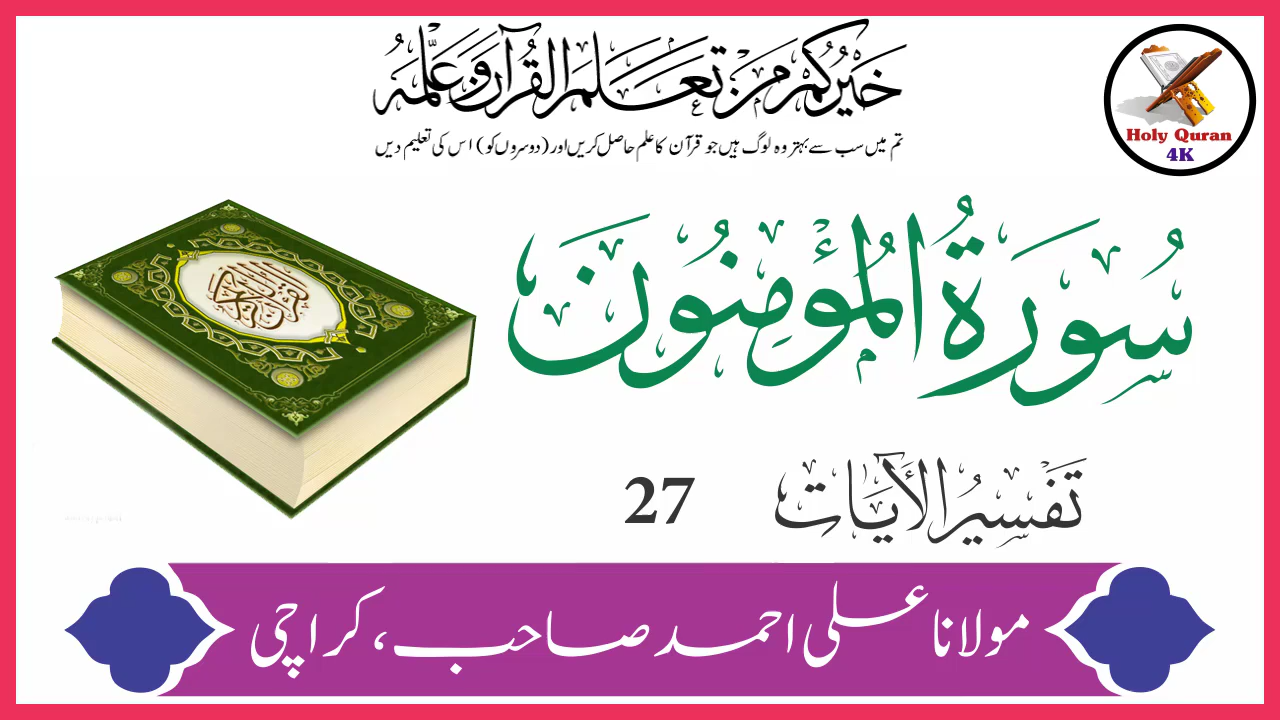 خَيْرُكُمْ مَنْ تَعَلَّمَ الْقُرْآنَ وَعَلَّمَهُ
تم میں سب سے بہتر وہ لوگ ہیں جو قرآن کا علم حاصل کریں اور (دوسروں کو) اس کی تعلیم دیں
Holy Quran
4K
سُورَةُ الْمُؤْمِنُونَ
تَفْسِيرُ الْأَيَاتِ 27
مولانا علی احمد صاحب، کراچی